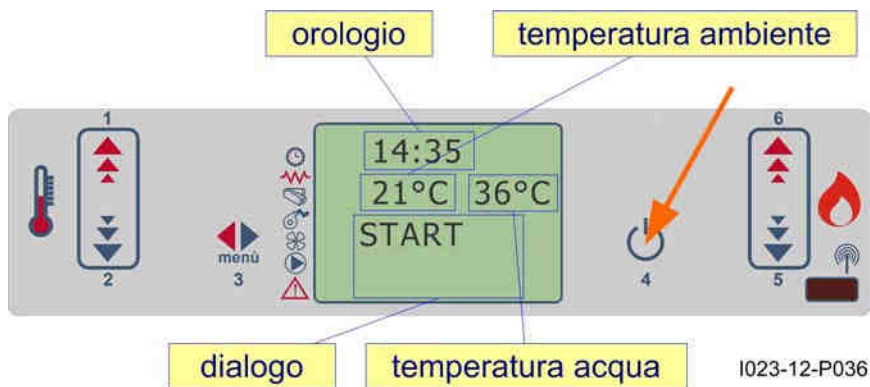 orologio
temperatura ambiente
1
6
14:35
21°C 36°C
START
menù
2
3
4
5
dialogo
temperatura acqua
I023-12-P036